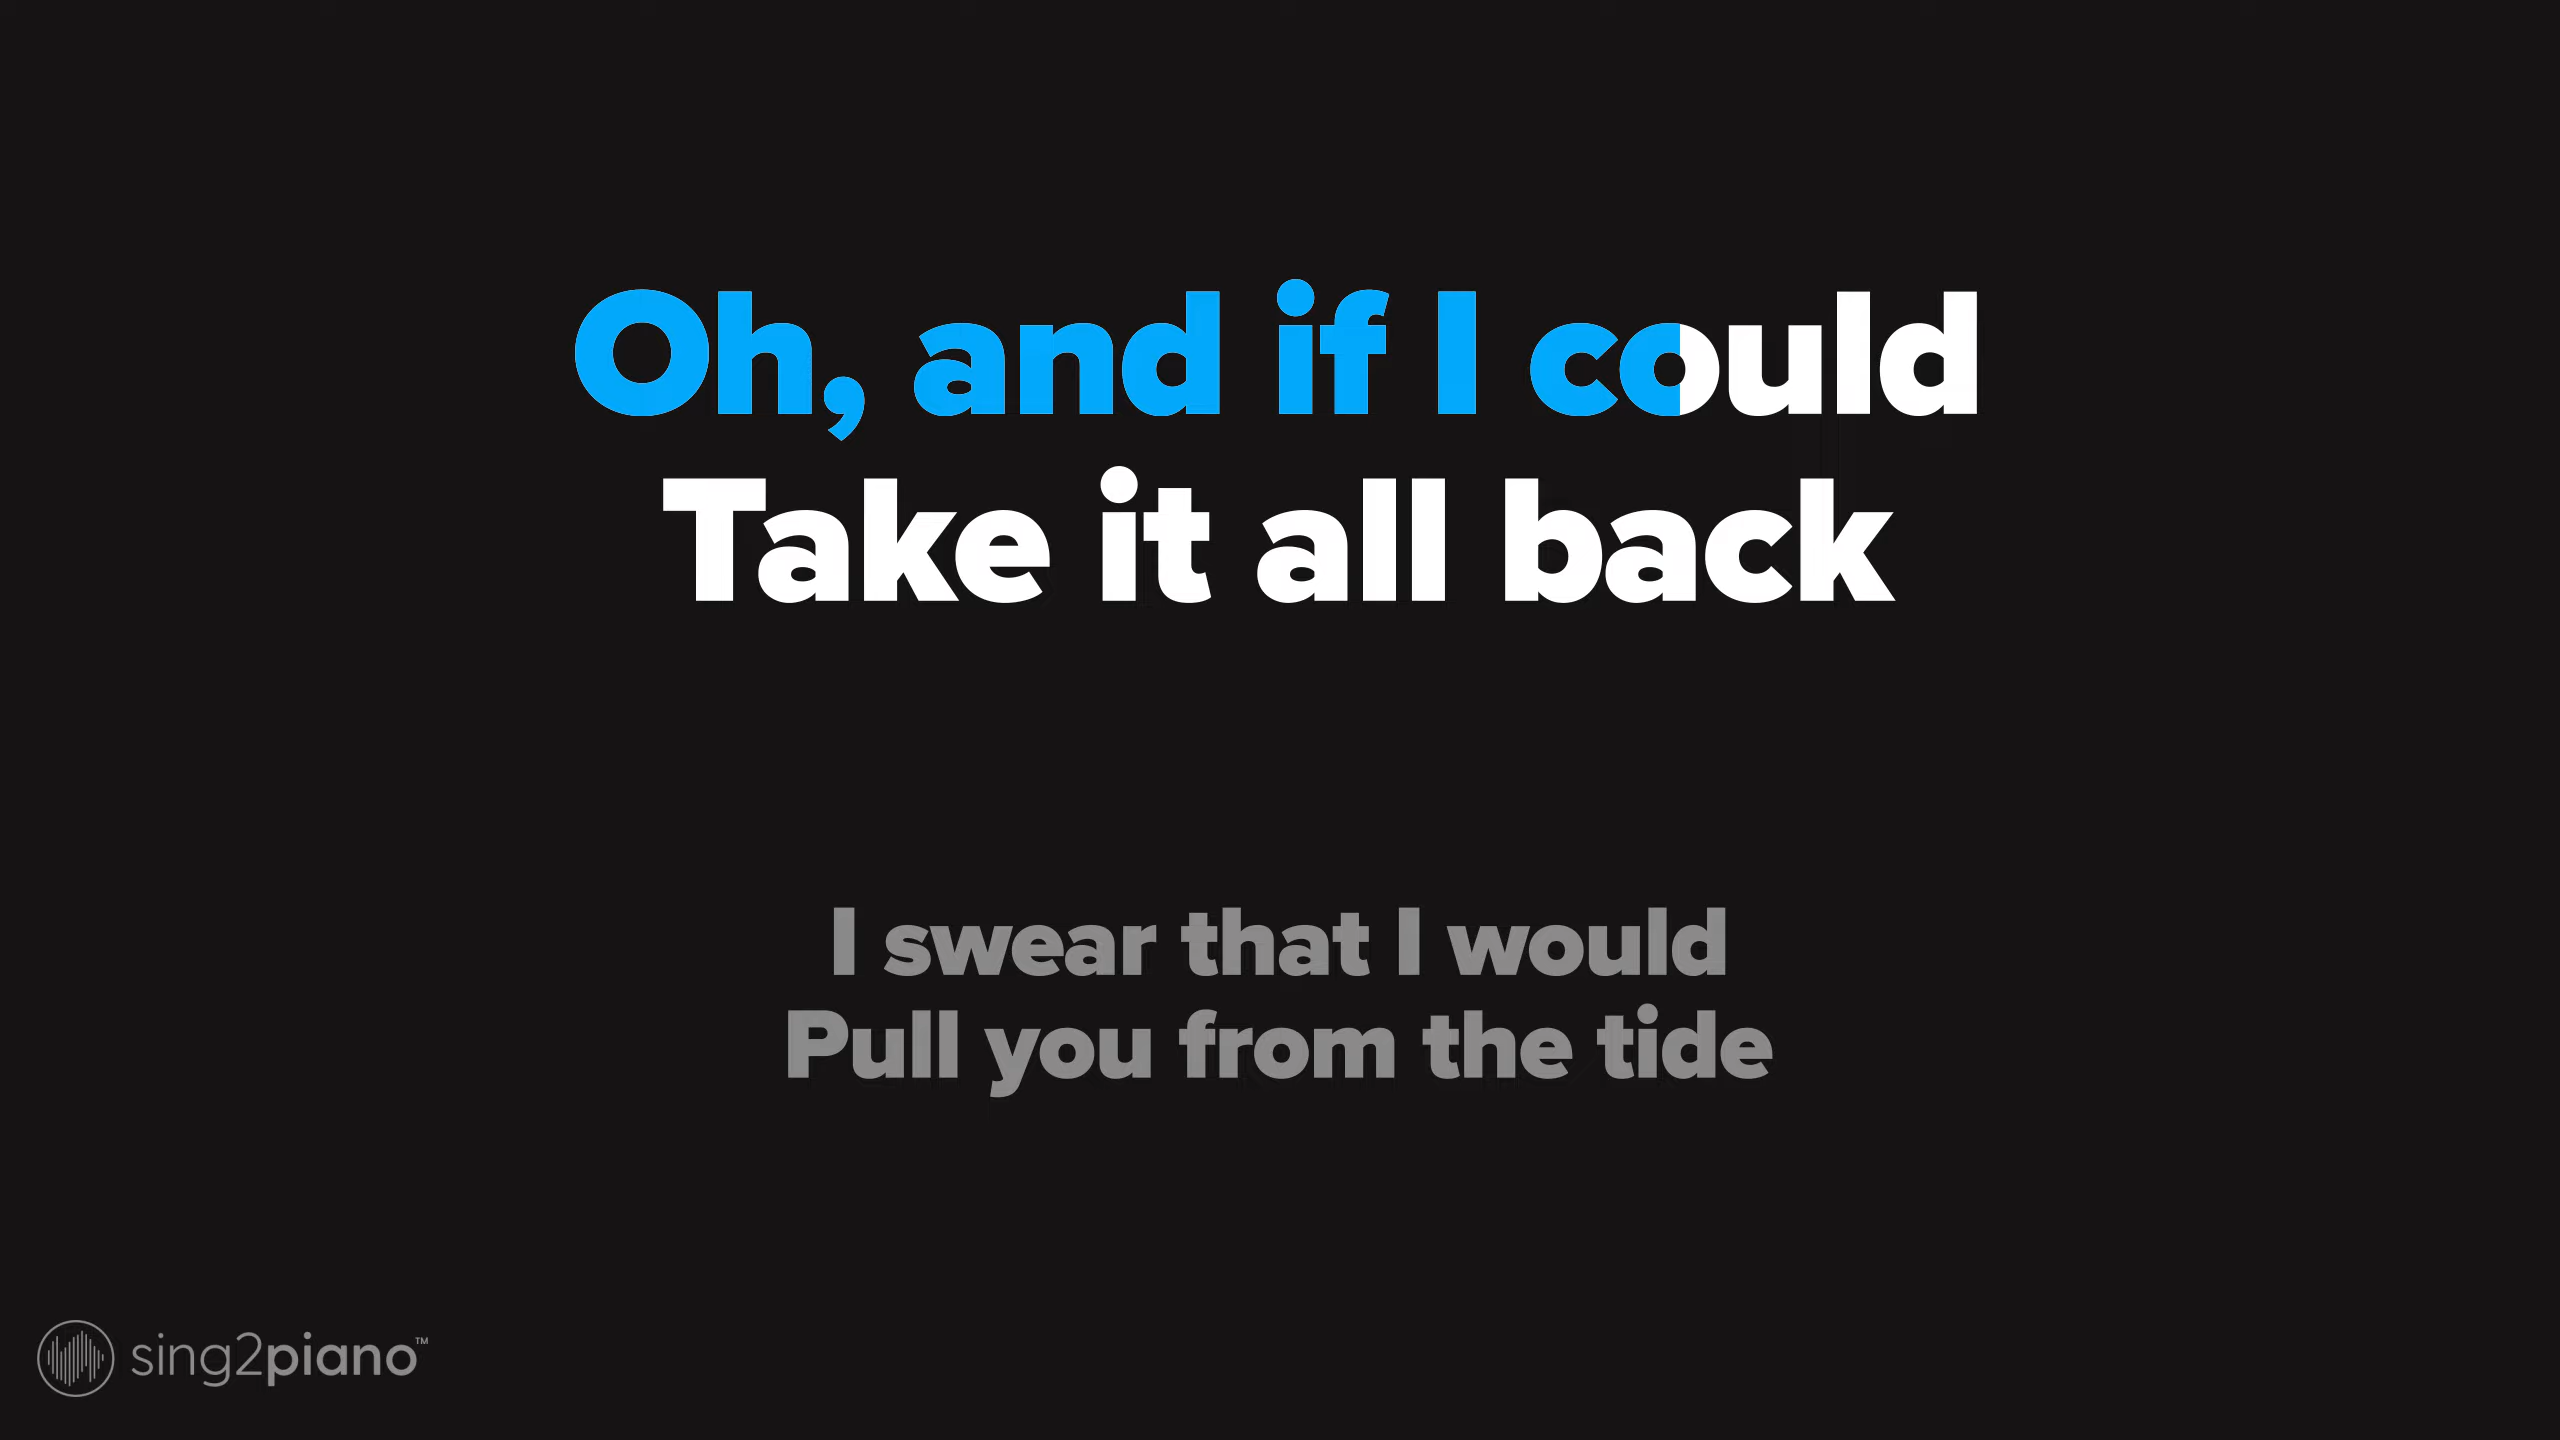 Oh, and if I could
Take it all back
I swear that I would
Pull you from the tide
sing2piano™